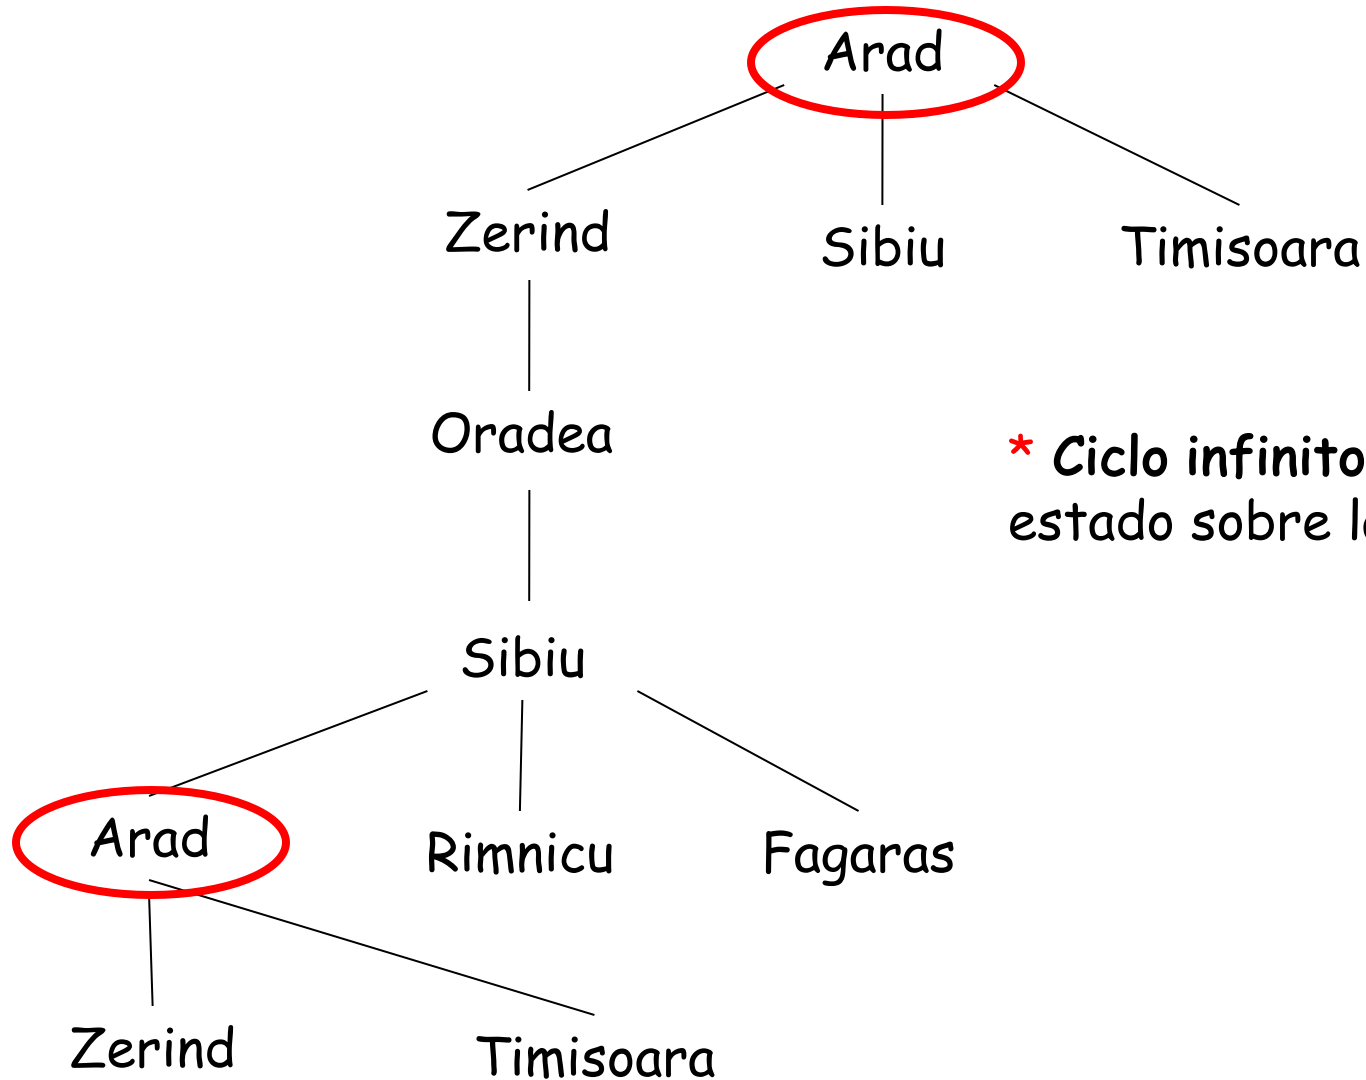 Arad
Zerind
Sibiu
Timisoara
Oradea
* Ciclo infinito
estado sobre
Sibiu
Arad
Rimnicu
Fagaras
Zerind
Timisoara